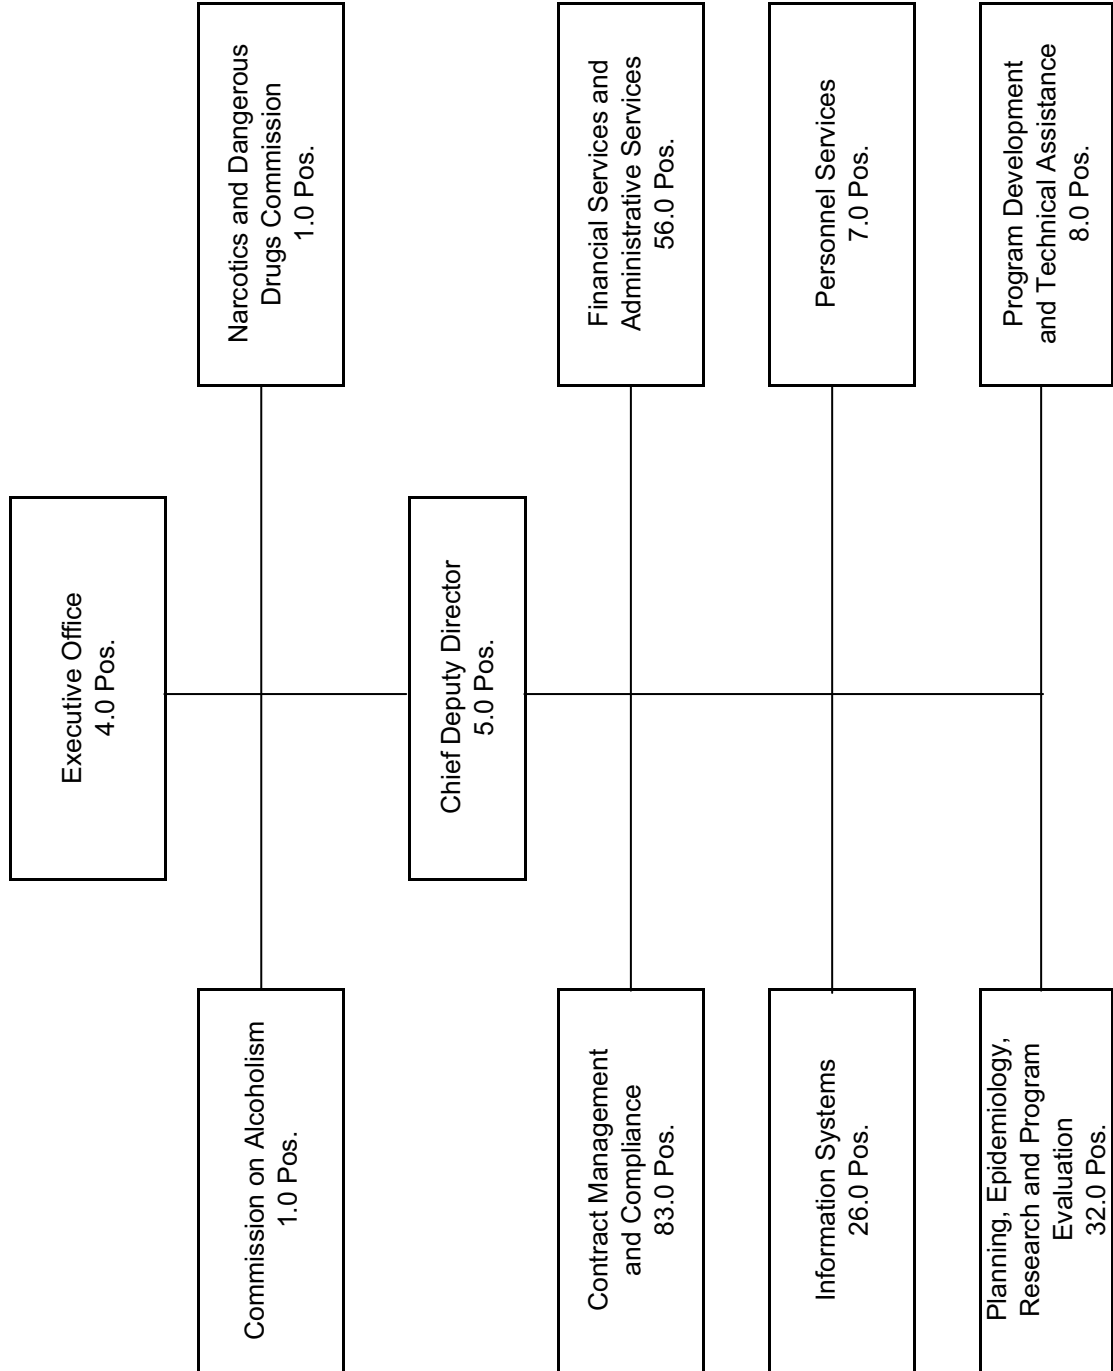 Executive Office
4.0 Pos.
Commission on Alcoholism
1.0 Pos.
Narcotics and Dangerous
Drugs Commission
1.0 Pos.
Chief Deputy Director
5.0 Pos.
Contract Management
and Compliance
83.0 Pos.
Financial Services and
Administrative Services
56.0 Pos.
Information Systems
26.0 Pos.
Personnel Services
7.0 Pos.
Planning, Epidemiology,
Research and Program
Evaluation
32.0 Pos.
Program Development
and Technical Assistance
8.0 Pos.